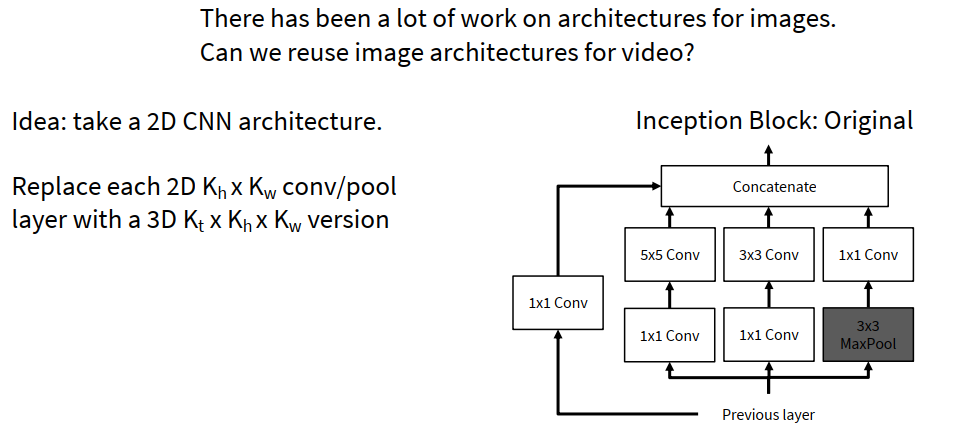 There has been a lot of work on architectures for images.
Can we reuse image architectures for video?
Idea: take a 2D CNN architecture.
Replace each 2D Kh x Kw conv/pool
layer with a 3D Kt x Kh x Kw version
Inception Block: Original
Concatenate
5x5 Conv
3x3 Conv
1x1 Conv
1x1 Conv
1x1 Conv
1x1 Conv
3x3
MaxPool
Previous layer